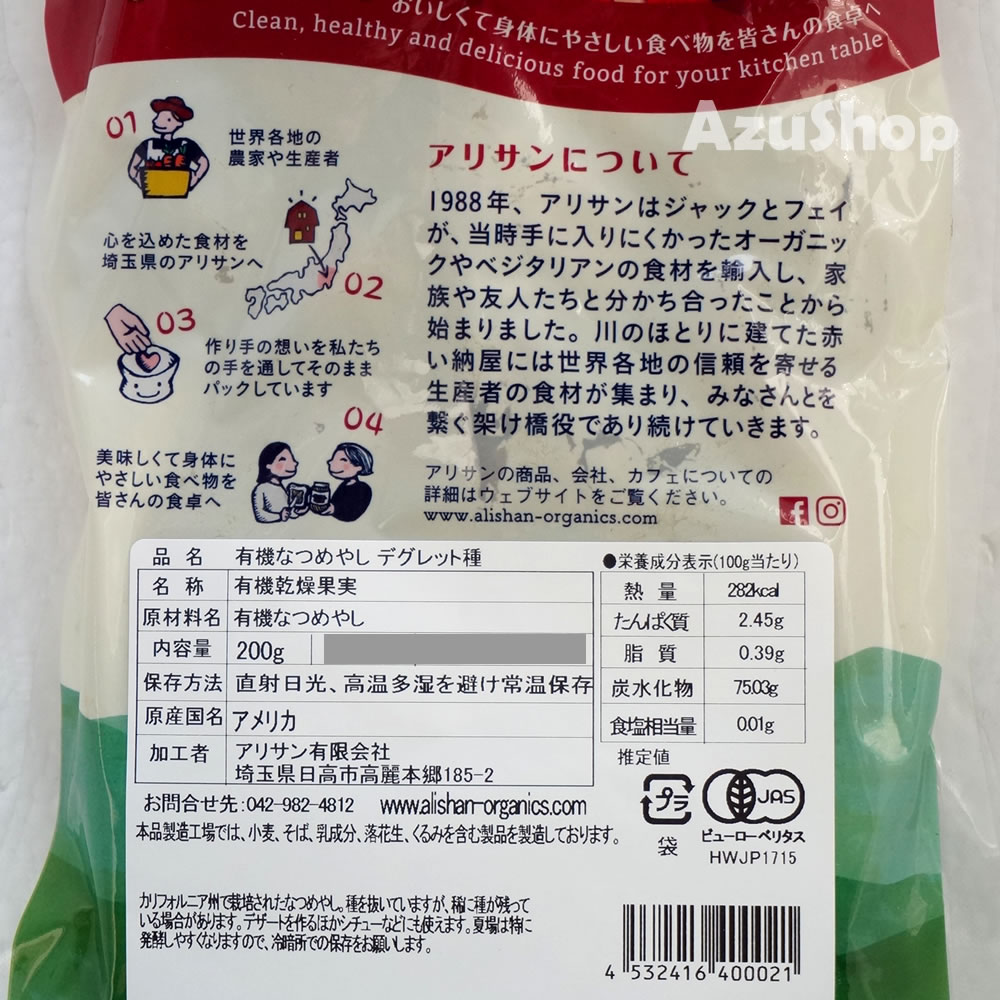 おいしくて身体にやさしい食べ物を皆さんの食卓へ
Clean, healthy and delicious food for your kitchen table
AzuShop
01
世界各地の
農家や生産者
心を込めた食材を
埼玉県のアリサンへ
02
03
作り手の想いを私たち
の手を通してそのまま
パックしています
04
美味しくて身体に
やさしい食べ物を
皆さんの食卓へ
アリサンについて
1988年、アリサンはジャックとフェイ
が、当時手に入りにくかったオーガニッ
クやベジタリアンの食材を輸入し、家
族や友人たちと分かち合ったことから
始まりました。川のほとりに建てた赤
い納屋には世界各地の信頼を寄せる
生産者の食材が集まり、みなさんとを
繋ぐ架け橋役であり続けていきます。
アリサンの商品、会社、カフェについての
詳細はウェブサイトをご覧ください。
www.alishan-organics.com
品名 有機なつめやし デグレット種
名称 有機乾燥果実
原材料名 有機なつめやし
内容量 200g
保存方法 直射日光、高温多湿を避け常温保存
原産国名 アメリカ
加工者 アリサン有限会社
埼玉県日高市高麗本郷185-2
●栄養成分表示(100g当たり)
熱量 282kcal
たんぱく質 2.45g
脂質 0.39g
炭水化物 75.03g
食塩相当量 0.01g
推定値
お問合せ先:042-982-4812 www.alishan-organics.com
本品製造工場では、小麦、そば、乳成分、落花生、くるみを含む製品を製造しております。
プラ
袋
JAS
ビューローベリタス
HWJP1715
カリフォルニア州で栽培されたなつめやし。種を抜いていますが、稀に種が残って
いる場合があります。デザートを作るほかシチューなどにも使えます。夏場は特に
発酵しやすくなりますので、冷暗所での保存をお願いします。
4 532416 400021